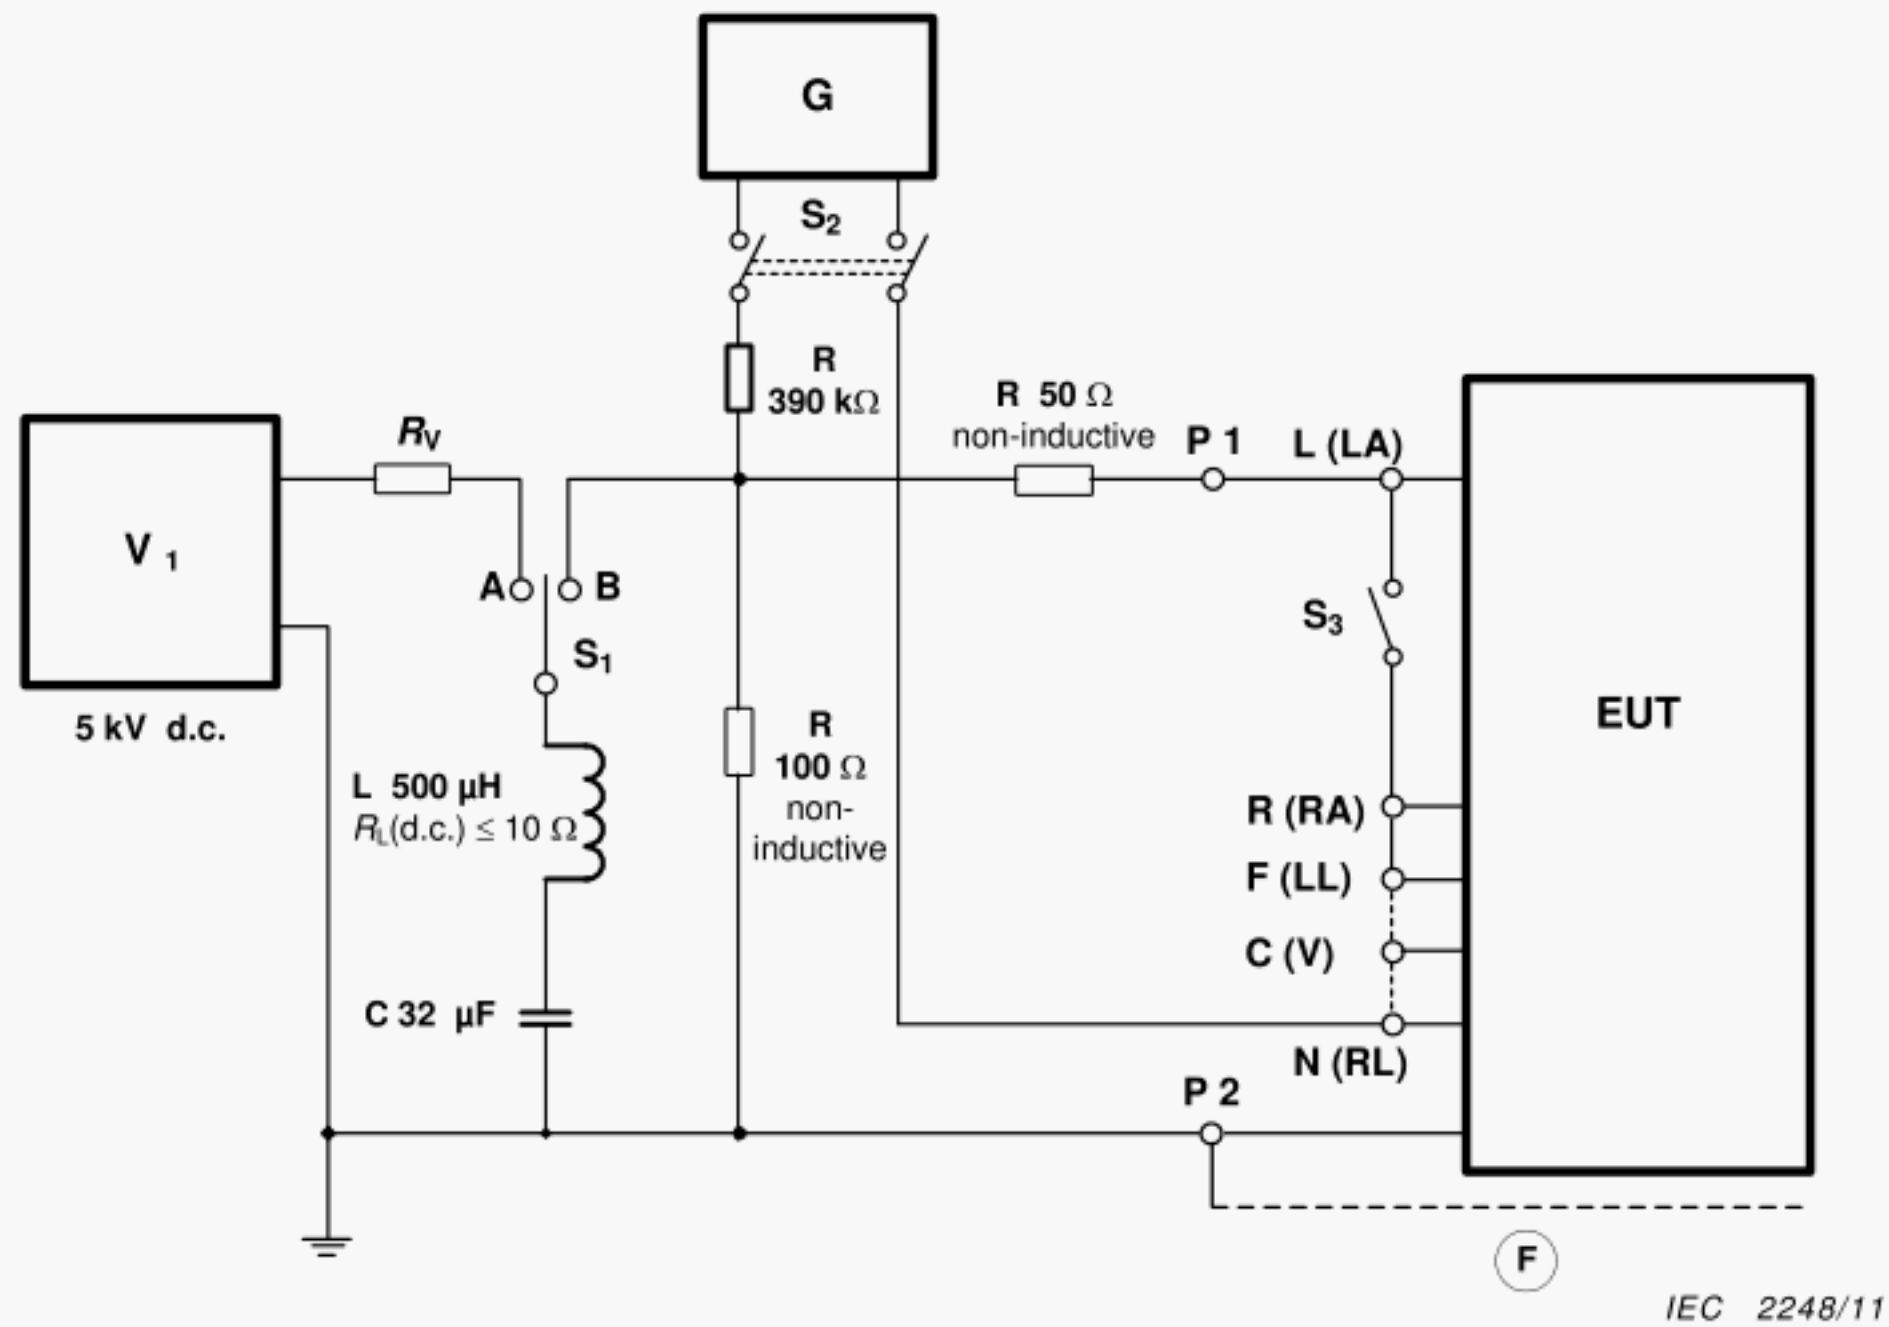 G
S2
R
390 kΩ
R 50 Ω
non-inductive
P 1
L (LA)
RV
V 1
A
B
S1
S3
5 kV d.c.
L 500 µH
RL(d.c.) ≤ 10 Ω
R
100 Ω
non-
inductive
EUT
R (RA)
F (LL)
C (V)
C 32 µF
N (RL)
P 2
F
IEC 2248/11